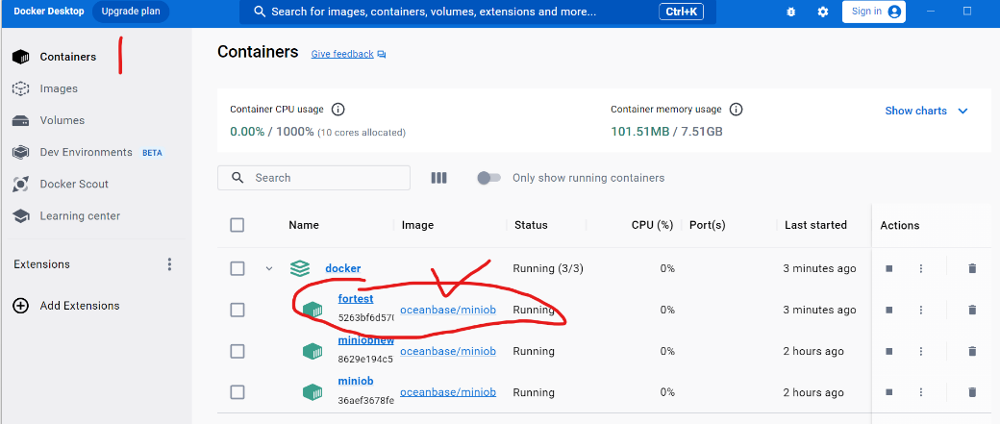 Docker Desktop Upgrade plan Search for images, containers, volumes, extensions and more... Ctrl+K Sign in
Containers
Images
Volumes
Dev Environments BETA
Docker Scout
Learning center
Extensions
Add Extensions
Containers Give feedback
Container CPU usage
0.00% / 1000% (10 cores allocated)
Container memory usage
101.51MB / 7.51GB
Show charts
Search
Only show running containers
Name Image Status CPU (%) Port(s) Last started Actions
docker Running (3/3) 0% 3 minutes ago
fortest
5263bf6d570 oceanbase/miniob Running 0% 3 minutes ago
miniobnew
8629e194c5 oceanbase/miniob Running 0% 2 hours ago
miniob
36aef3678fe oceanbase/miniob Running 0% 2 hours ago